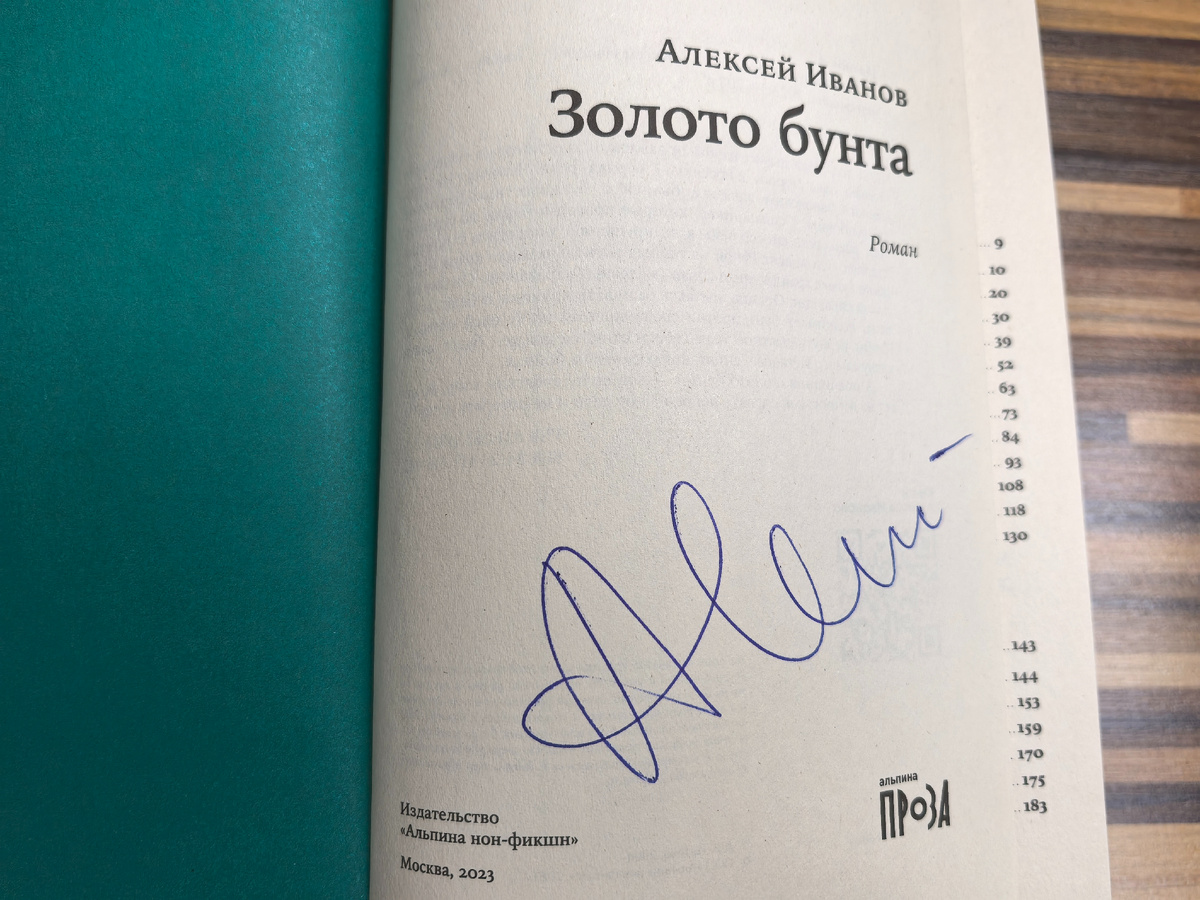 Алексей Иванов
Золото бунта
Роман
9
10
20
30
39
52
63
73
84
93
108
118
130
143
144
153
159
170
175
183
Издательство
«Альпина нон-фикшн»
Москва, 2023
альпина
ПРОЗА